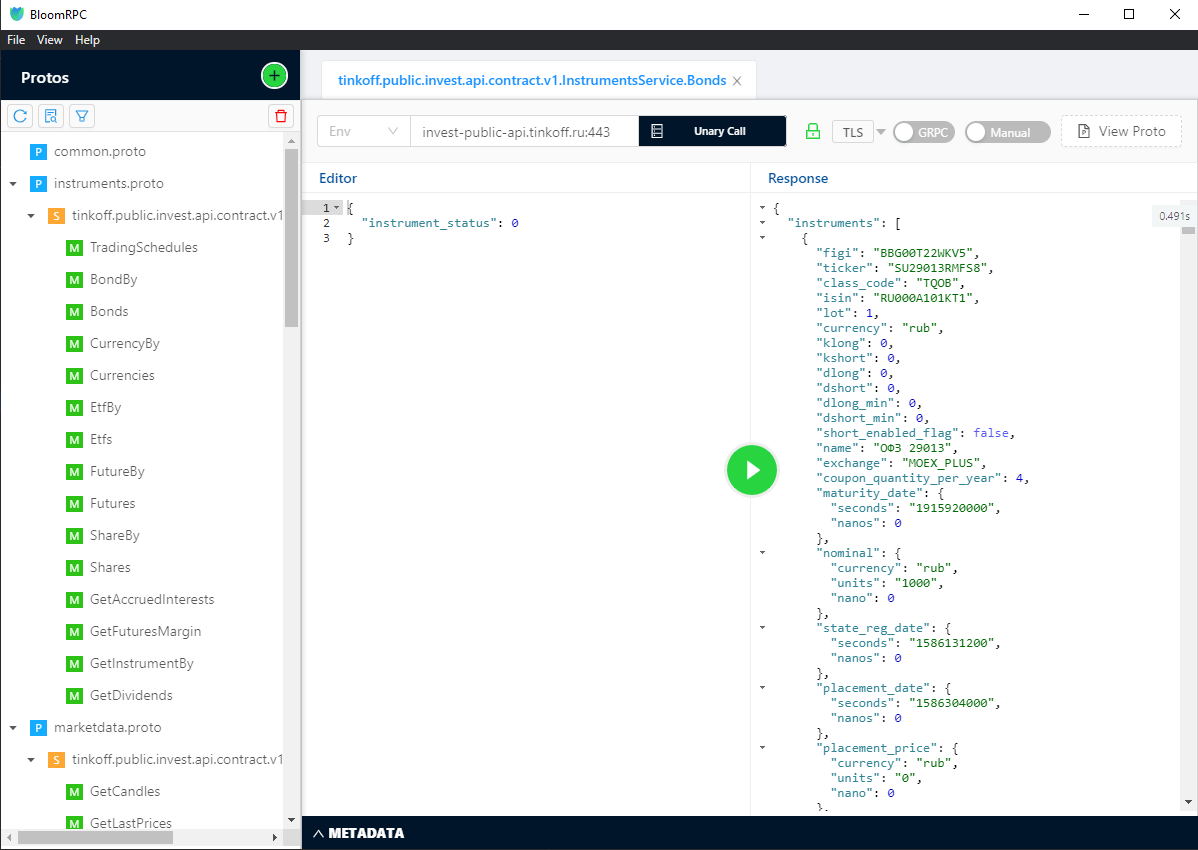 BloomRPC
File View Help
Protos
common.proto
instruments.proto
tinkoff.public.invest.api.contract.v1
TradingSchedules
BondBy
Bonds
CurrencyBy
Currencies
EtfBy
Etfs
FutureBy
Futures
ShareBy
Shares
GetAccruedInterests
GetFuturesMargin
GetInstrumentBy
GetDividends
marketdata.proto
tinkoff.public.invest.api.contract.v1
GetCandles
GetLastPrices
tinkoff.public.invest.api.contract.v1.InstrumentsService.Bonds
Env
invest-public-api.tinkoff.ru:443
Unary Call
TLS
GRPC
Manual
View Proto
Editor
1 {
2 "instrument_status": 0
3 }
Response
0.491s
{
"instruments": [
{
"figi": "BBG00T22WKV5",
"ticker": "SU29013RMFS8",
"class_code": "TQOB",
"isin": "RU000A101KT1",
"lot": 1,
"currency": "rub",
"klong": 0,
"kshort": 0,
"dlong": 0,
"dshort": 0,
"dlong_min": 0,
"dshort_min": 0,
"short_enabled_flag": false,
"name": "ОФЗ 29013",
"exchange": "MOEX_PLUS",
"coupon_quantity_per_year": 4,
"maturity_date": {
"seconds": "1915920000",
"nanos": 0
},
"nominal": {
"currency": "rub",
"units": "1000",
"nano": 0
},
"state_reg_date": {
"seconds": "1586131200",
"nanos": 0
},
"placement_date": {
"seconds": "1586304000",
"nanos": 0
},
"placement_price": {
"currency": "rub",
"units": "0",
"nano": 0
},
METADATA